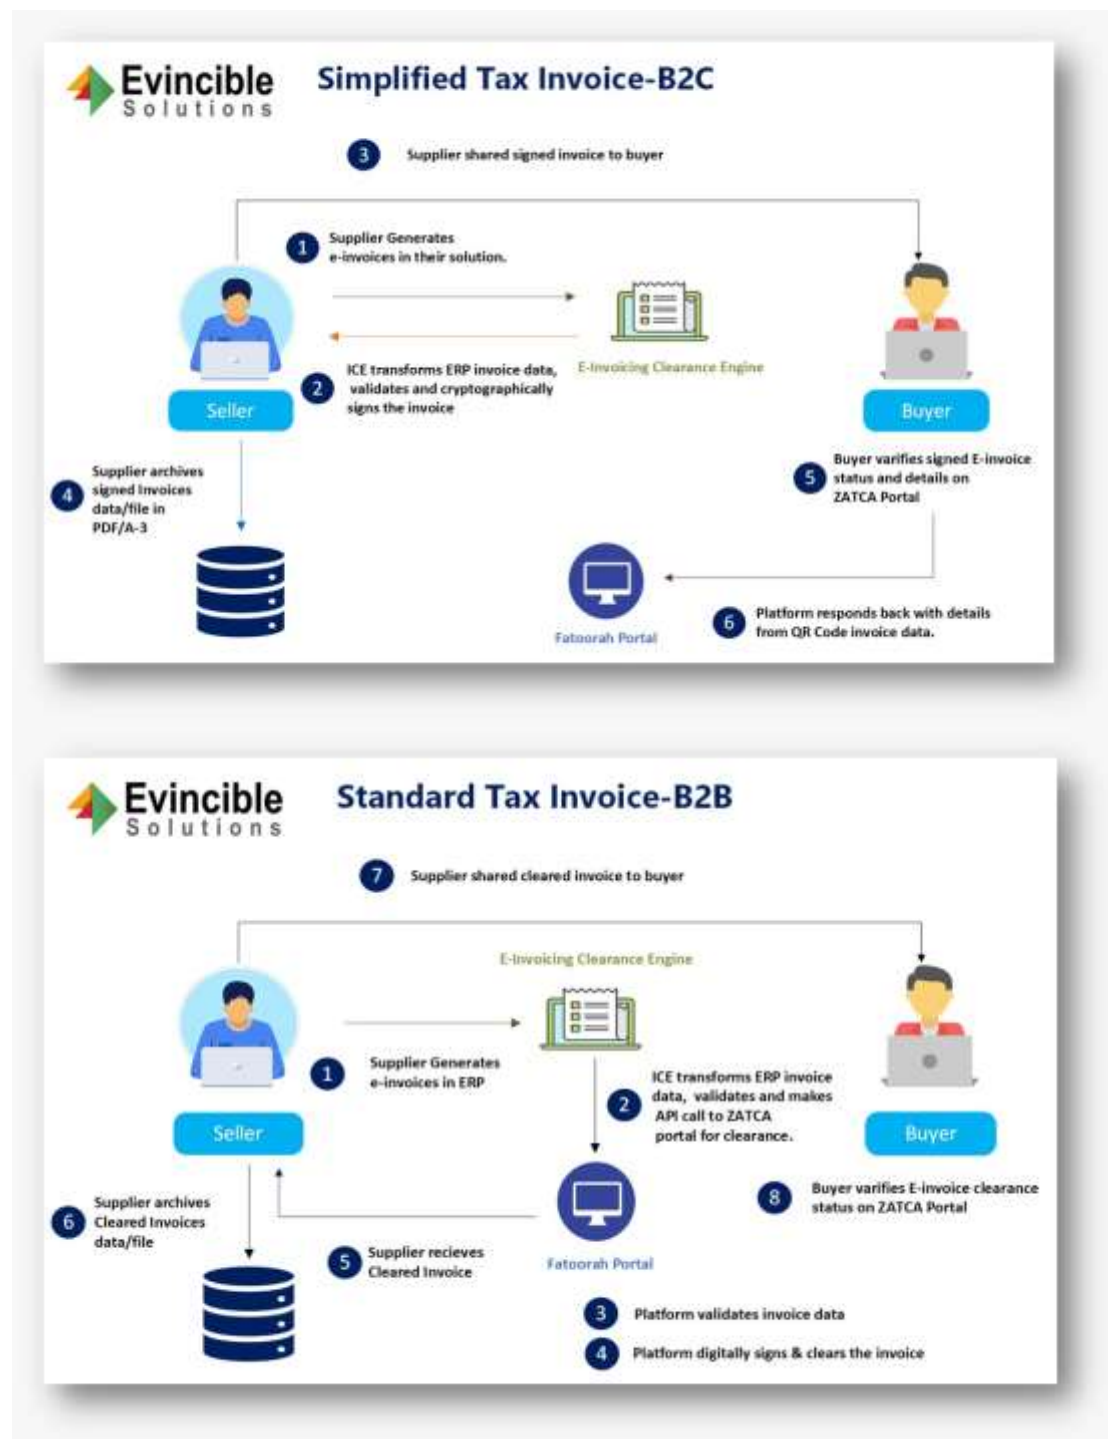 Evincible
Solutions
Simplified Tax Invoice-B2C
3
Supplier shared signed invoice to buyer
1
Supplier Generates
e-invoices in their solution.
2
ICE transforms ERP invoice data,
validates and cryptographically
signs the invoice
E-Invoicing Clearance Engine
Seller
Buyer
4
Supplier archives
signed Invoices
data/file in
PDF/A-3
5
Buyer varifies signed E-invoice
status and details on
ZATCA Portal
Fatoorah Portal
6
Platform responds back with details
from QR Code invoice data.
Evincible
Solutions
Standard Tax Invoice-B2B
7
Supplier shared cleared invoice to buyer
E-Invoicing Clearance Engine
1
Supplier Generates
e-invoices in ERP
2
ICE transforms ERP invoice
data, validates and makes
API call to ZATCA
portal for clearance.
Seller
Buyer
6
Supplier archives
Cleared Invoices
data/file
5
Supplier recieves
Cleared Invoice
Fatoorah Portal
8
Buyer varifies E-invoice clearance
status on ZATCA Portal
3
Platform validates invoice data
4
Platform digitally signs & clears the invoice